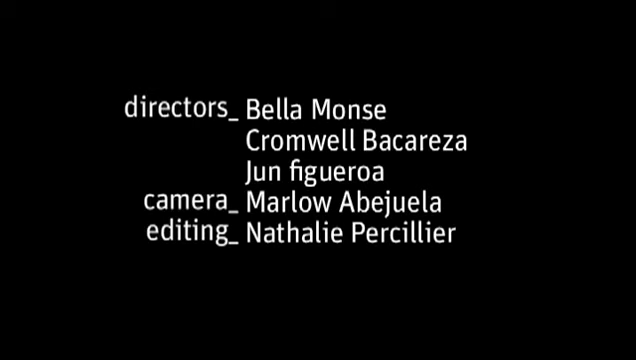 directors_ Bella Monse
Cromwell Bacareza
Jun figueroa
camera_ Marlow Abejuela
editing_ Nathalie Percillier